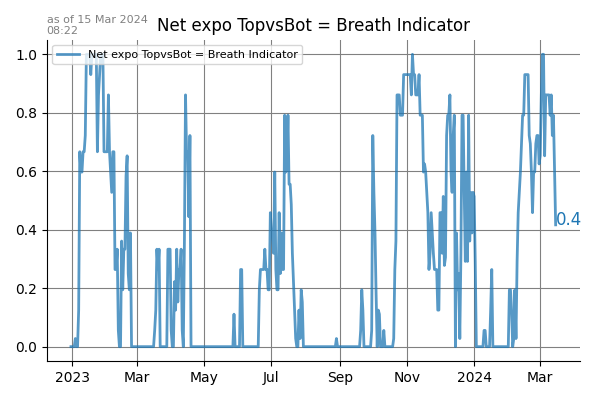 as of 15 Mar 2024
08:22
Net expo TopvsBot = Breath Indicator
Net expo TopvsBot = Breath Indicator
1.0
0.8
0.6
0.4
0.2
0.0
0.4
2023 Mar May Jul Sep Nov 2024 Mar